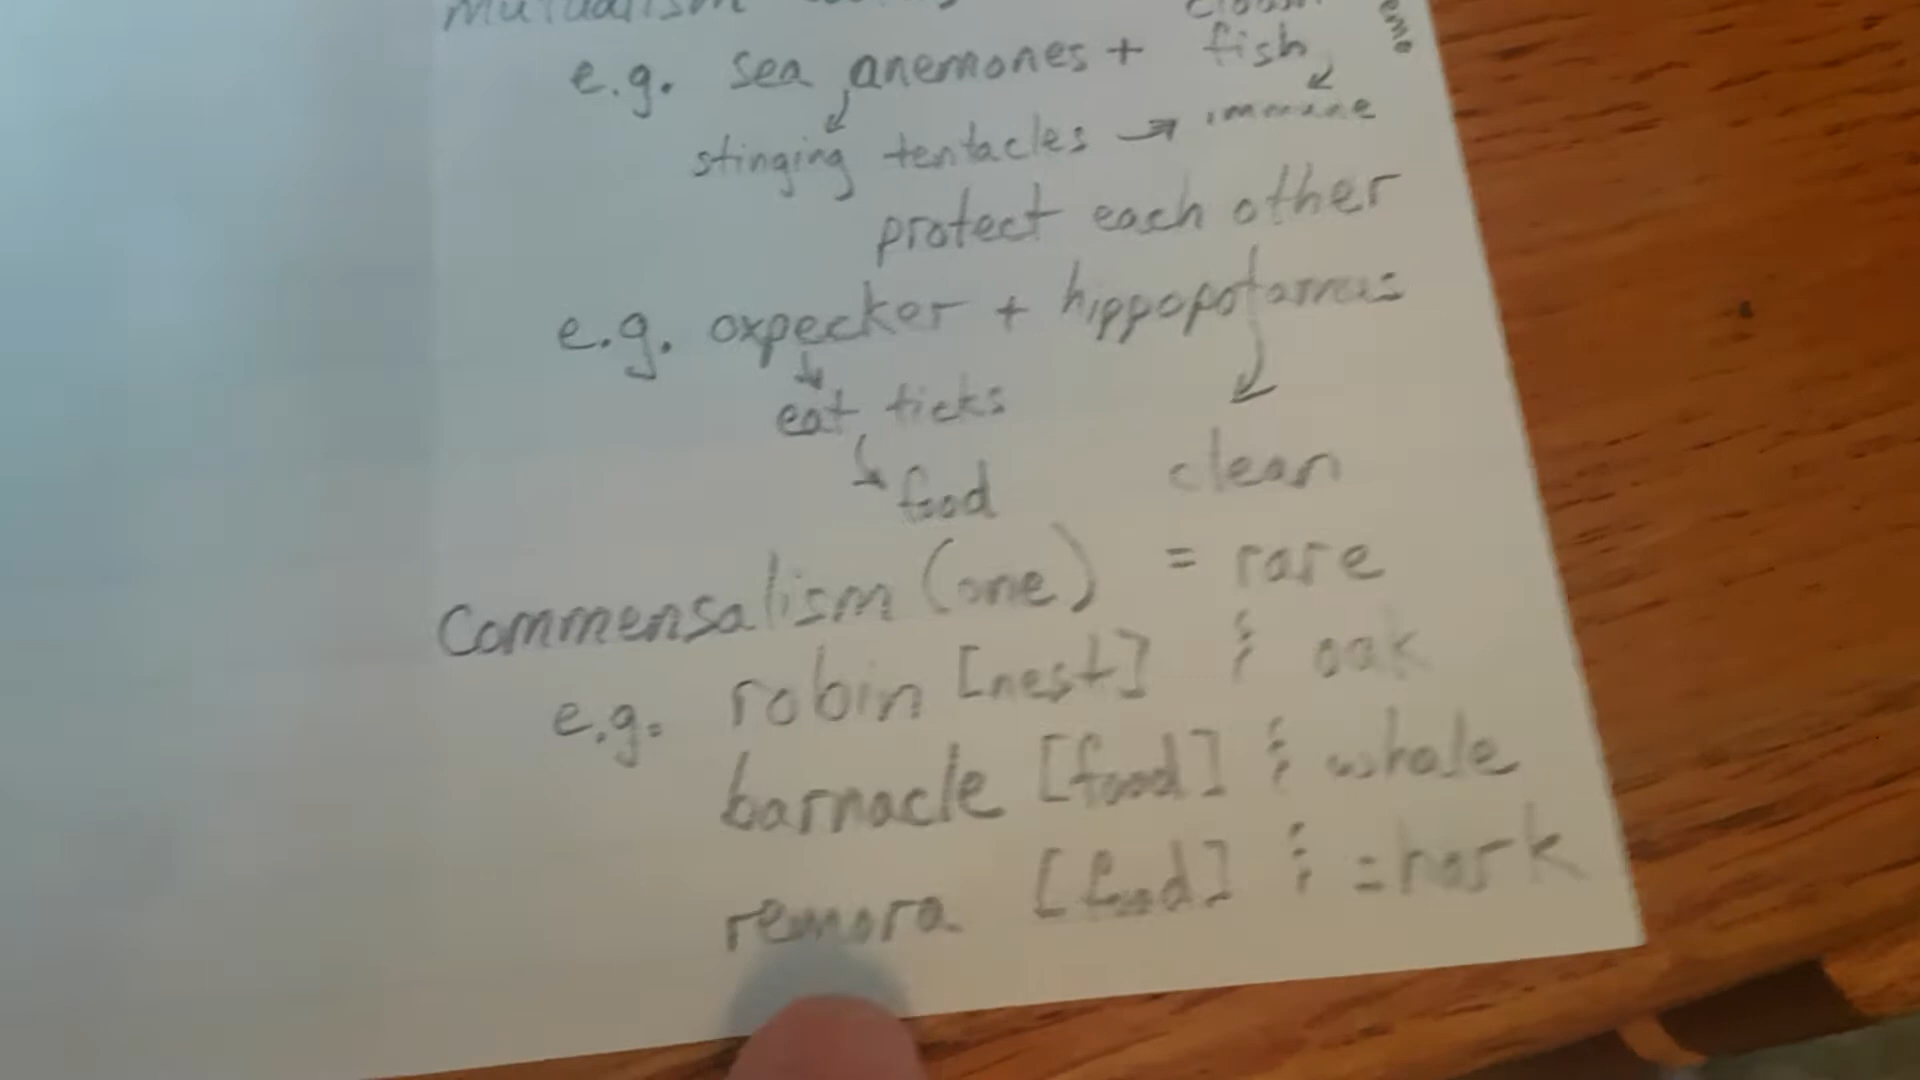 Mutualism
e.g. sea anemones + fish
stinging tentacles → immune
protect each other
e.g. oxpecker + hippopotamus
eat ticks
food clean
Commensalism (one) = rare
e.g. robin [nest] & oak
barnacle [food] & whale
remora [food] & shark